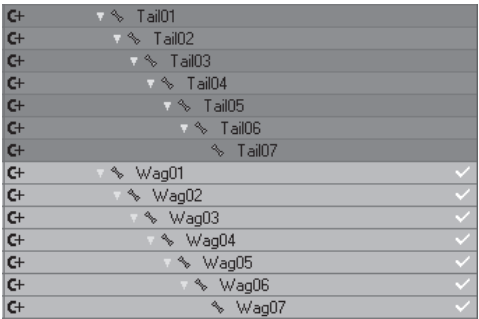 C+ Tail01
C+ Tail02
C+ Tail03
C+ Tail04
C+ Tail05
C+ Tail06
C+ Tail07
C+ Wag01
C+ Wag02
C+ Wag03
C+ Wag04
C+ Wag05
C+ Wag06
C+ Wag07